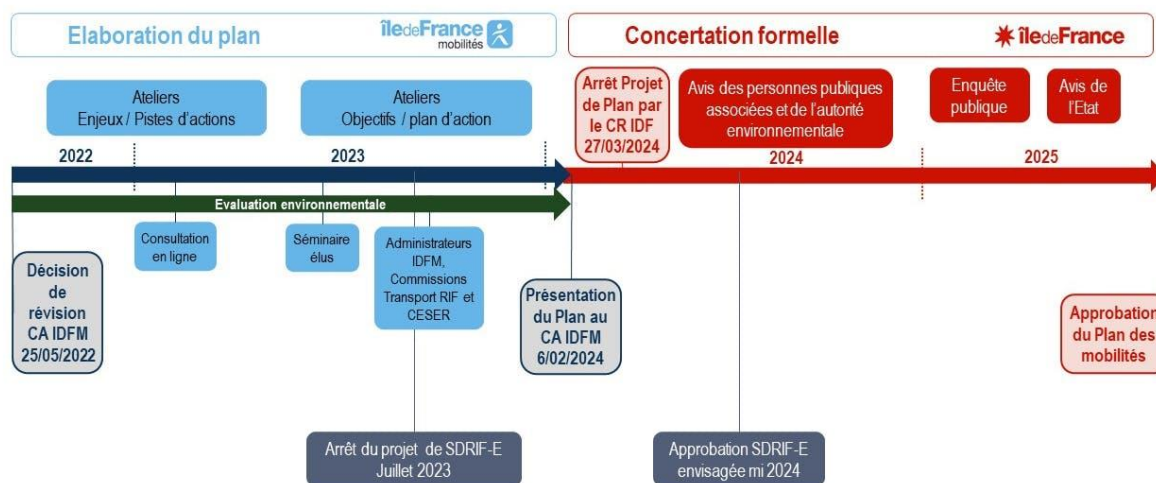 Elaboration du plan
îledeFrance
mobilités
Concertation formelle
îledeFrance
Ateliers
Enjeux / Pistes d'actions
Ateliers
Objectifs / plan d'action
Arrêt Projet
de Plan par
le CR IDF
27/03/2024
Avis des personnes publiques
associées et de l'autorité
environnementale
Enquête
publique
Avis de
l'Etat
2022
2023
2024
2025
Evaluation environnementale
Consultation
en ligne
Séminaire
élus
Administrateurs
IDFM,
Commissions
Transport RIF et
CESER
Décision
de
révision
CA IDFM
25/05/2022
Présentation
du Plan au
CA IDFM
6/02/2024
Approbation
du Plan des
mobilités
Arrêt du projet de SDRIF-E
Juillet 2023
Approbation SDRIF-E
envisagée mi 2024